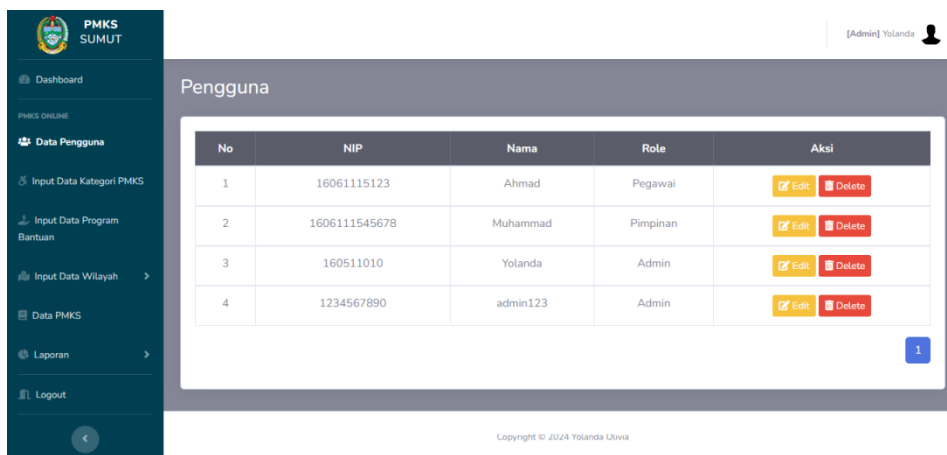 PMKS
SUMUT
[Admin] Yolanda
Dashboard
PMKS ONLINE
Data Pengguna
Input Data Kategori PMKS
Input Data Program
Bantuan
Input Data Wilayah
Data PMKS
Laporan
Logout
Pengguna
No NIP Nama Role Aksi
1 16061115123 Ahmad Pegawai Edit Delete
2 1606111545678 Muhammad Pimpinan Edit Delete
3 160511010 Yolanda Admin Edit Delete
4 1234567890 admin123 Admin Edit Delete
1
Copyright © 2024 Yolanda Olivia